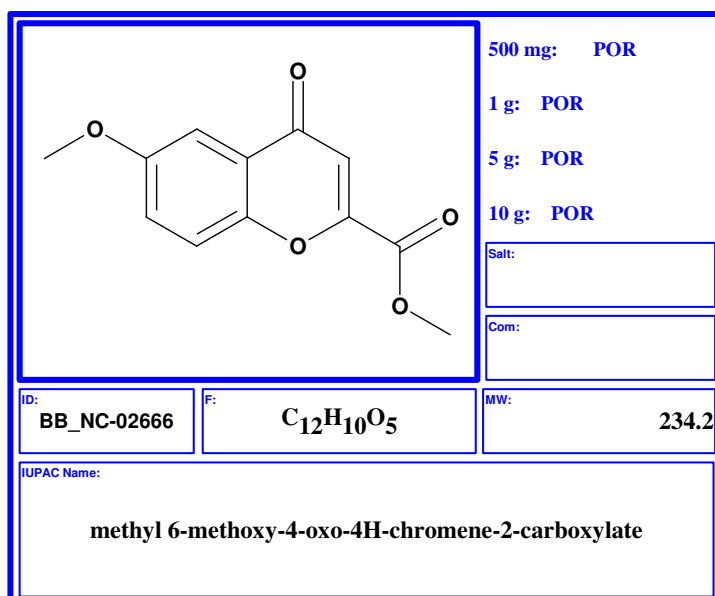 500 mg: POR
1 g: POR
5 g: POR
10 g: POR
O
O
O
O
O
Salt:
Com:
ID:
BB_NC-02666
F:
C12H10O5
MW:
234.2
IUPAC Name:
methyl 6-methoxy-4-oxo-4H-chromene-2-carboxylate